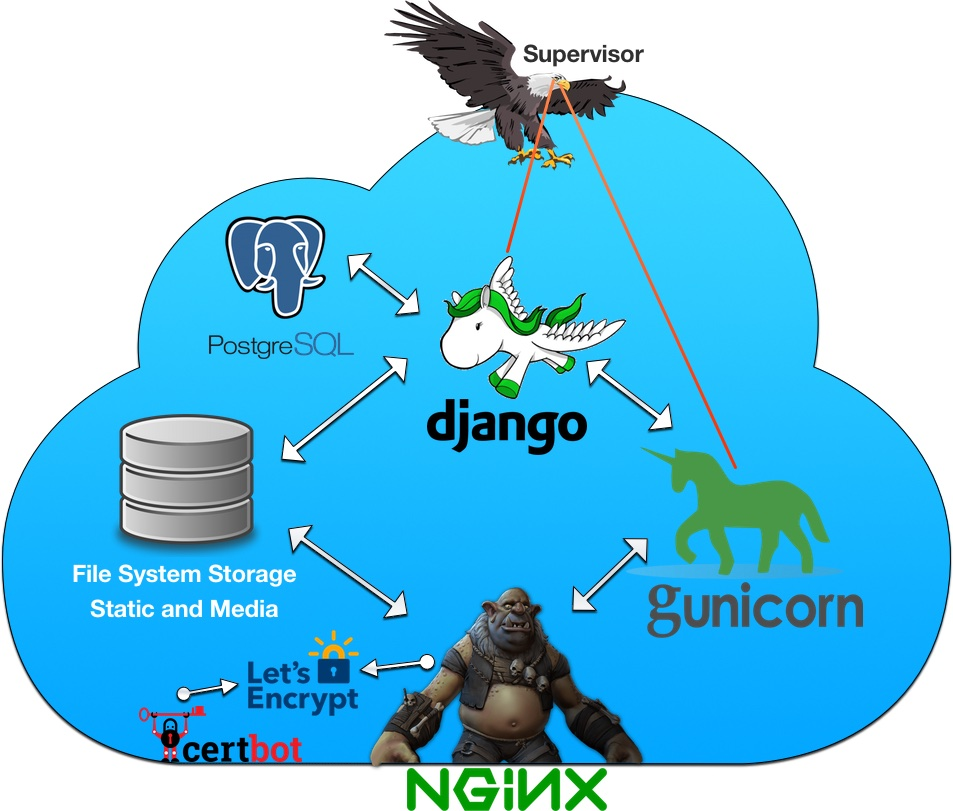 Supervisor
PostgreSQL
django
File System Storage
Static and Media
gunicorn
Let's
Encrypt
certbot
NGiNX